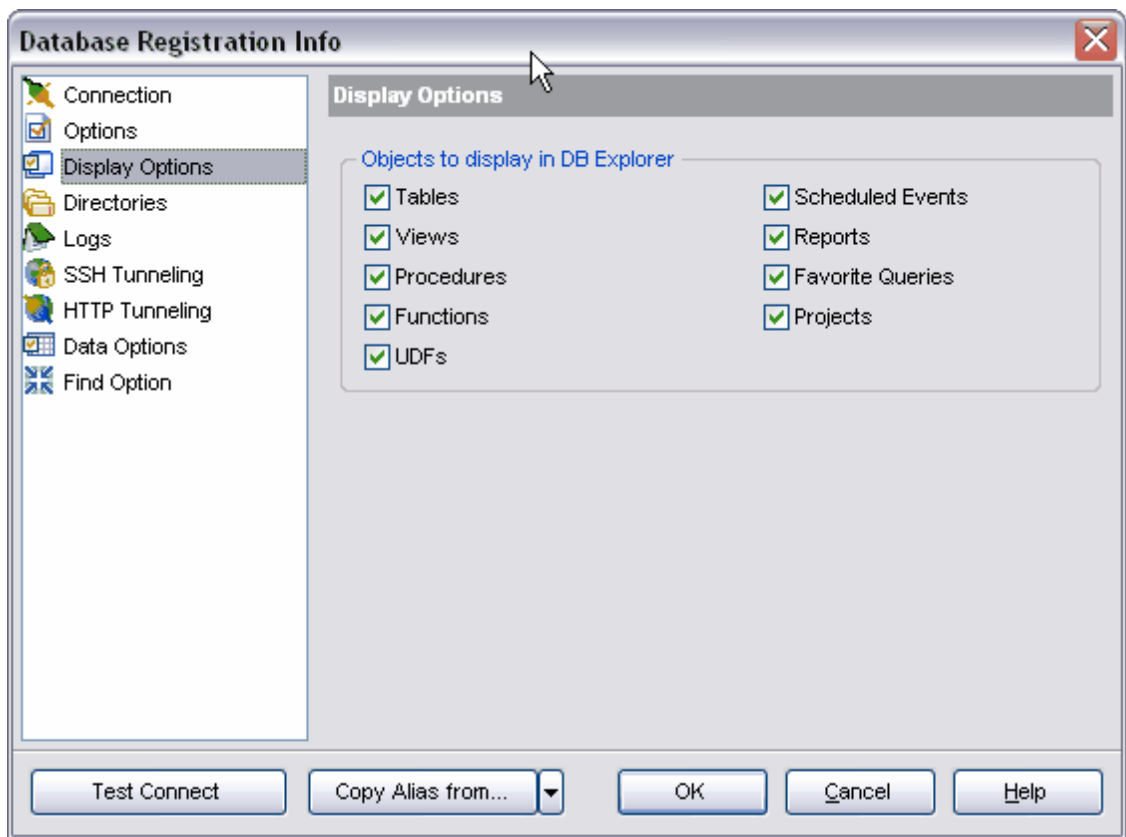 Database Registration Info
Connection
Options
Display Options
Directories
Logs
SSH Tunneling
HTTP Tunneling
Data Options
Find Option
Display Options
Objects to display in DB Explorer
Tables
Views
Procedures
Functions
UDFs
Scheduled Events
Reports
Favorite Queries
Projects
Test Connect
Copy Alias from...
OK
Cancel
Help